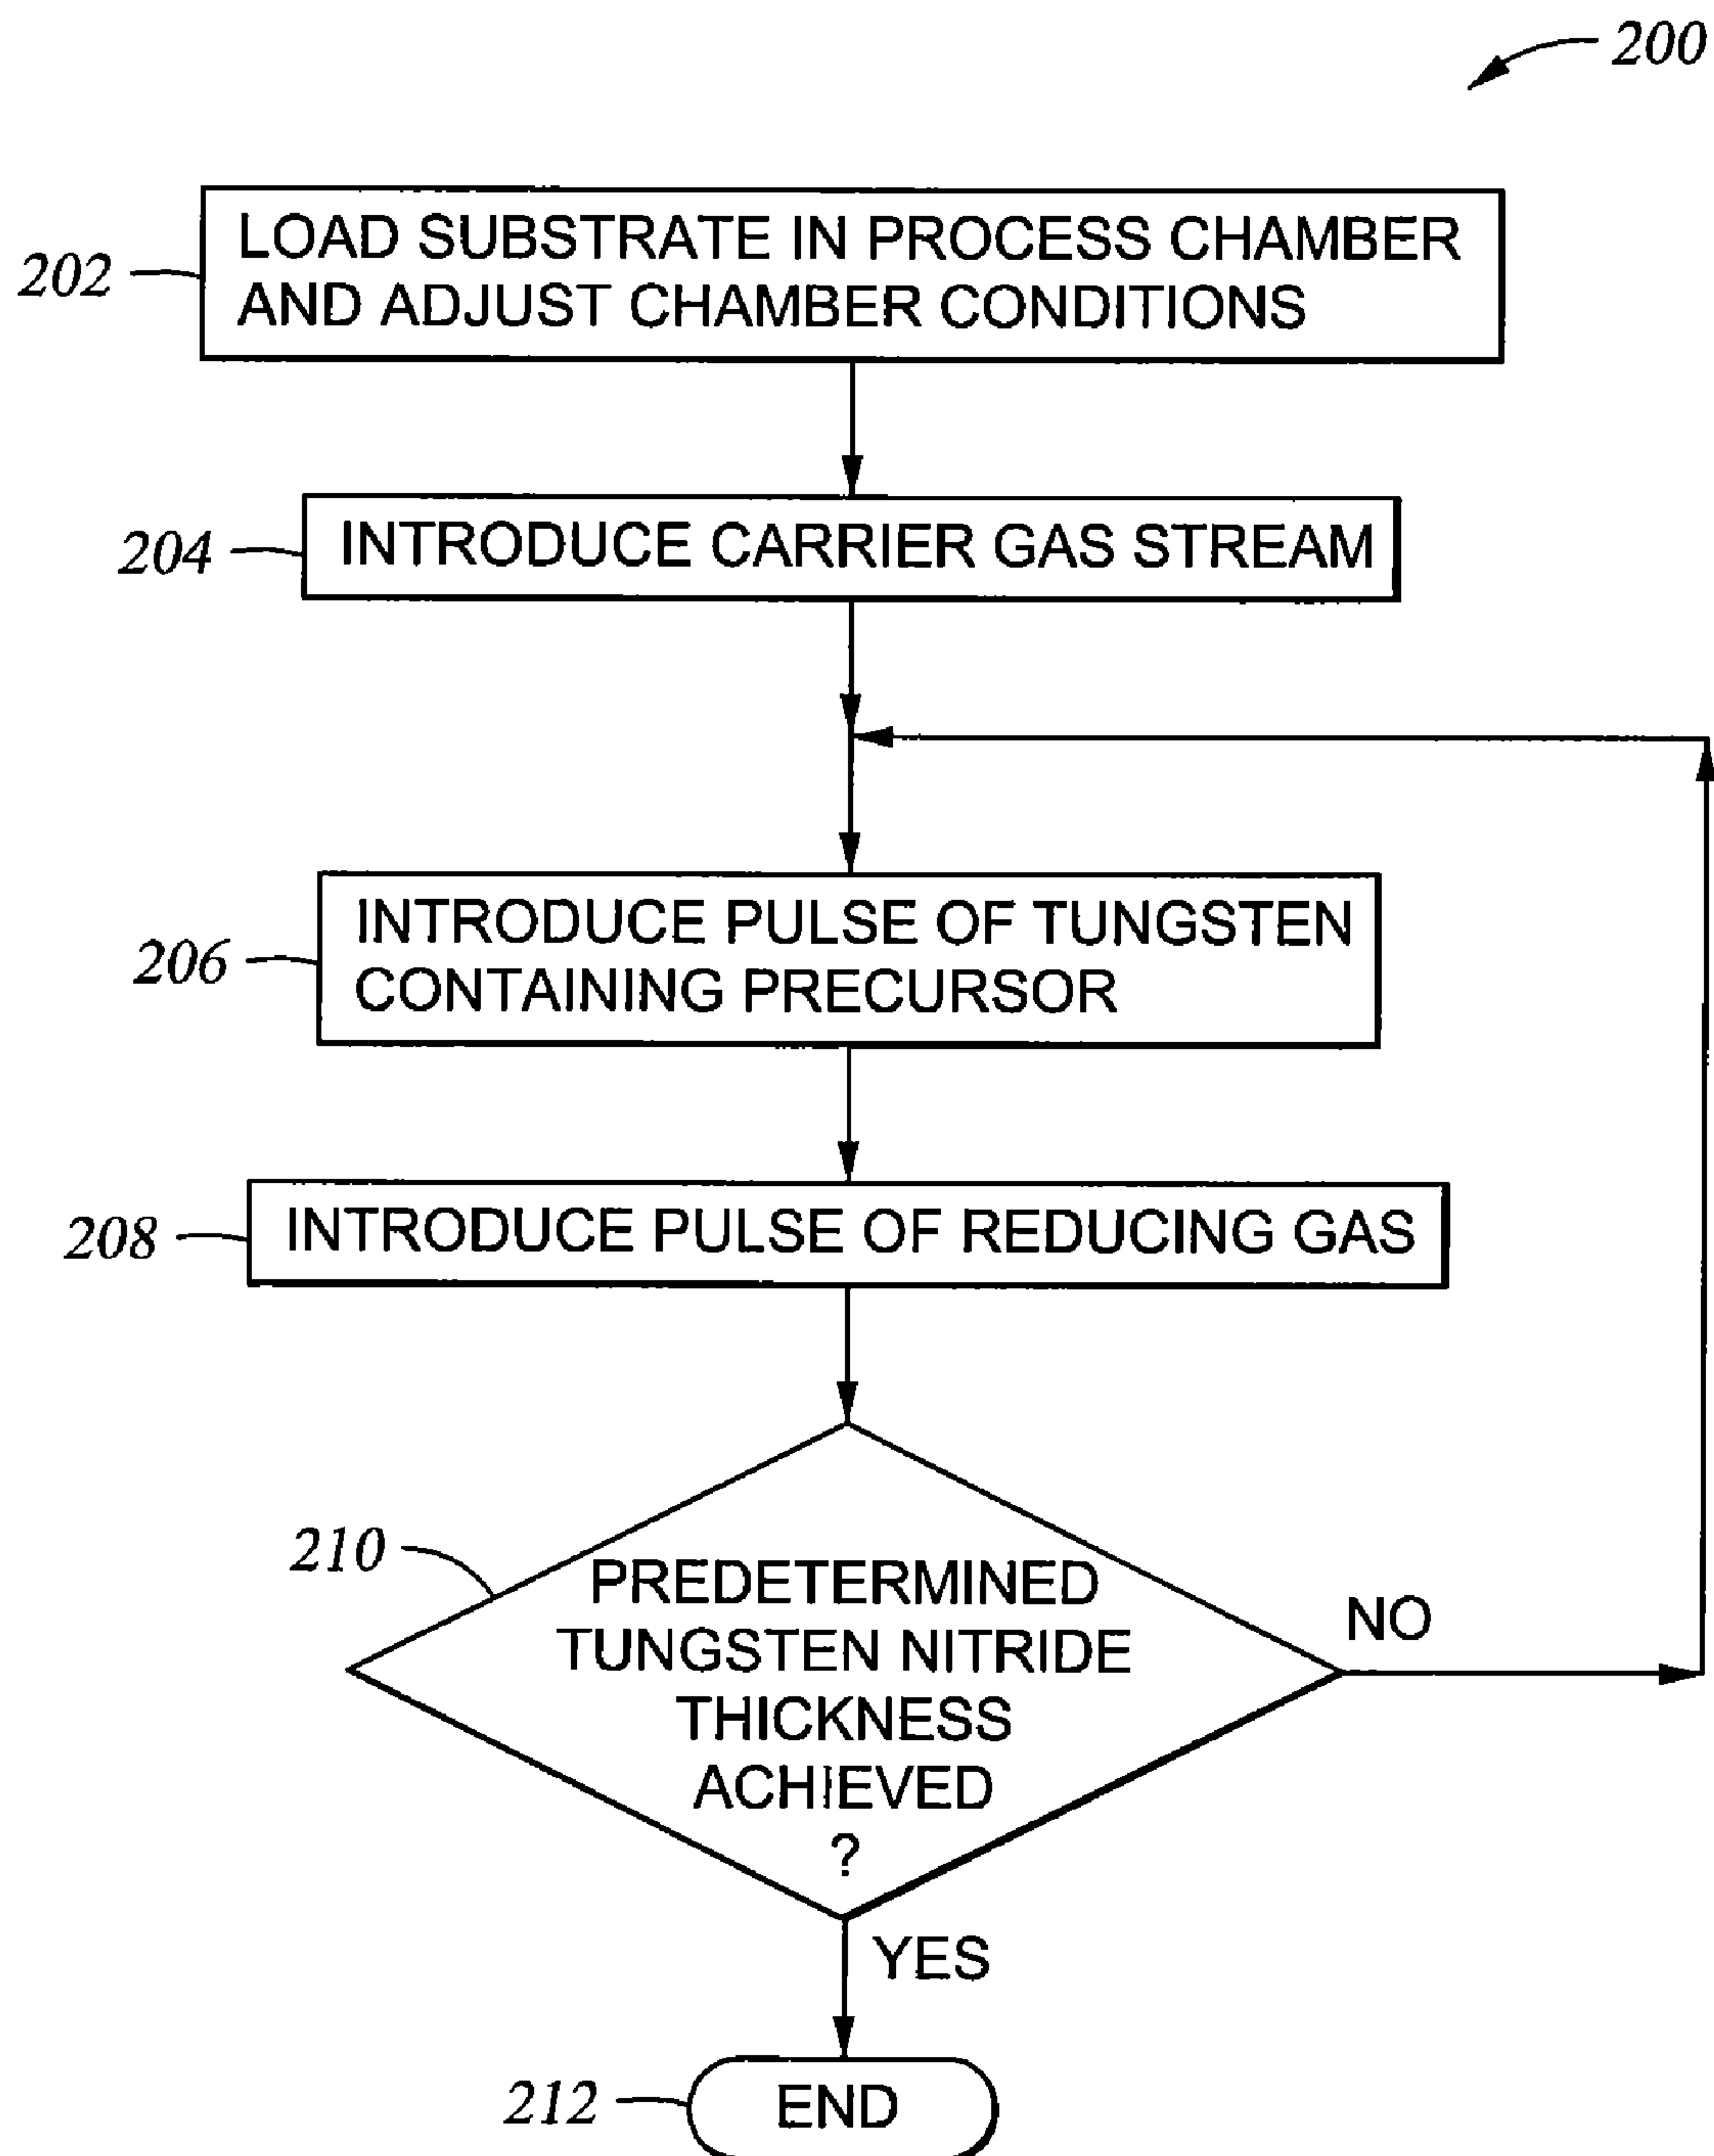 200
202
LOAD SUBSTRATE IN PROCESS CHAMBER
AND ADJUST CHAMBER CONDITIONS
204
INTRODUCE CARRIER GAS STREAM
206
INTRODUCE PULSE OF TUNGSTEN
CONTAINING PRECURSOR
208
INTRODUCE PULSE OF REDUCING GAS
210
PREDETERMINED
TUNGSTEN NITRIDE
THICKNESS
ACHIEVED
?
NO
YES
212
END